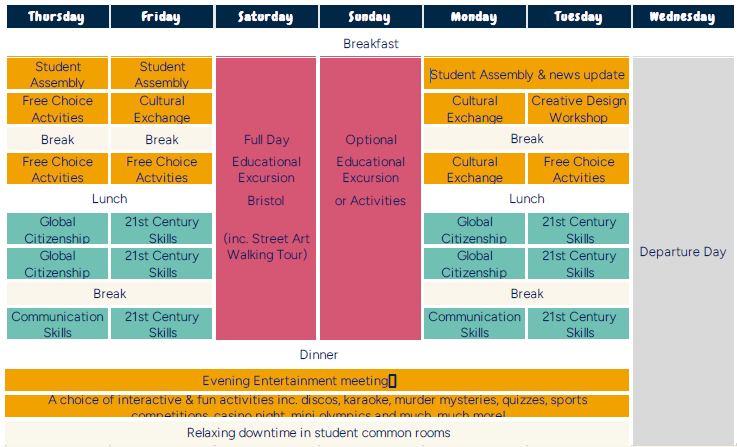 Thursday Friday Saturday Sunday Monday Tuesday Wednesday
Breakfast
Student Assembly
Student Assembly
Student Assembly & news update
Free Choice Actvities
Cultural Exchange
Cultural Exchange
Creative Design Workshop
Break
Break
Full Day
Optional
Break
Free Choice Actvities
Free Choice Actvities
Educational Excursion
Educational Excursion
Cultural Exchange
Free Choice Actvities
Lunch
Bristol
or Activities
Lunch
Global Citizenship
21st Century Skills
(inc. Street Art Walking Tour)
Global Citizenship
21st Century Skills
Global Citizenship
21st Century Skills
Global Citizenship
21st Century Skills
Departure Day
Break
Break
Communication Skills
21st Century Skills
Communication Skills
21st Century Skills
Dinner
Evening Entertainment meeting
A choice of interactive & fun activities inc. discos, karaoke, murder mysteries, quizzes, sports
competitions, casino night, mini olympics and much, much more!
Relaxing downtime in student common rooms